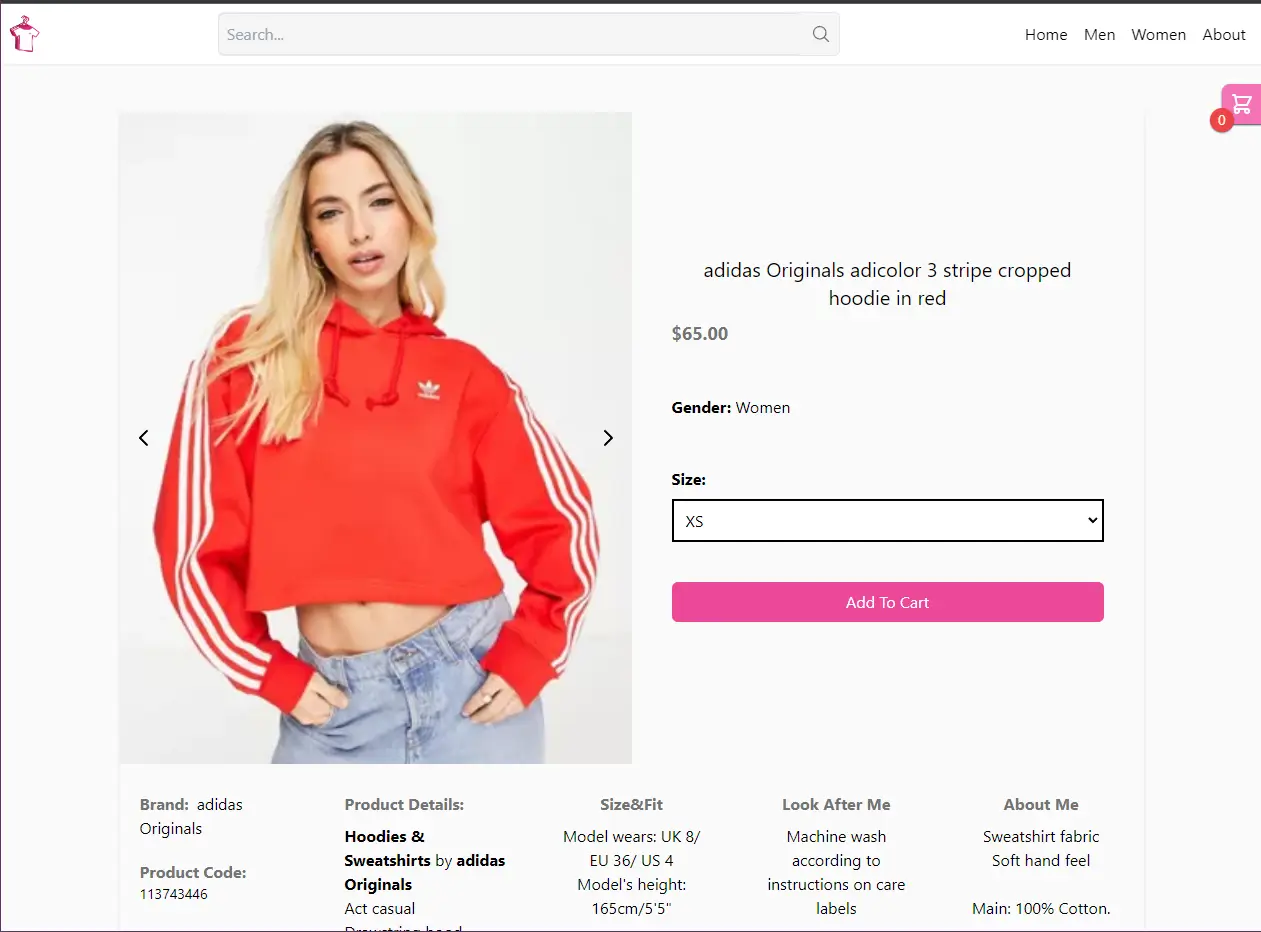 Search...
Home Men Women About
0
adidas Originals adicolor 3 stripe cropped
hoodie in red
$65.00
Gender: Women
Size:
XS
Add To Cart
Brand: adidas
Originals
Product Code:
113743446
Product Details:
Hoodies &
Sweatshirts by adidas
Originals
Act casual
Drawstring hood
Size&Fit
Model wears: UK 8/
EU 36/ US 4
Model's height:
165cm/5'5"
Look After Me
Machine wash
according to
instructions on care
labels
About Me
Sweatshirt fabric
Soft hand feel
Main: 100% Cotton.